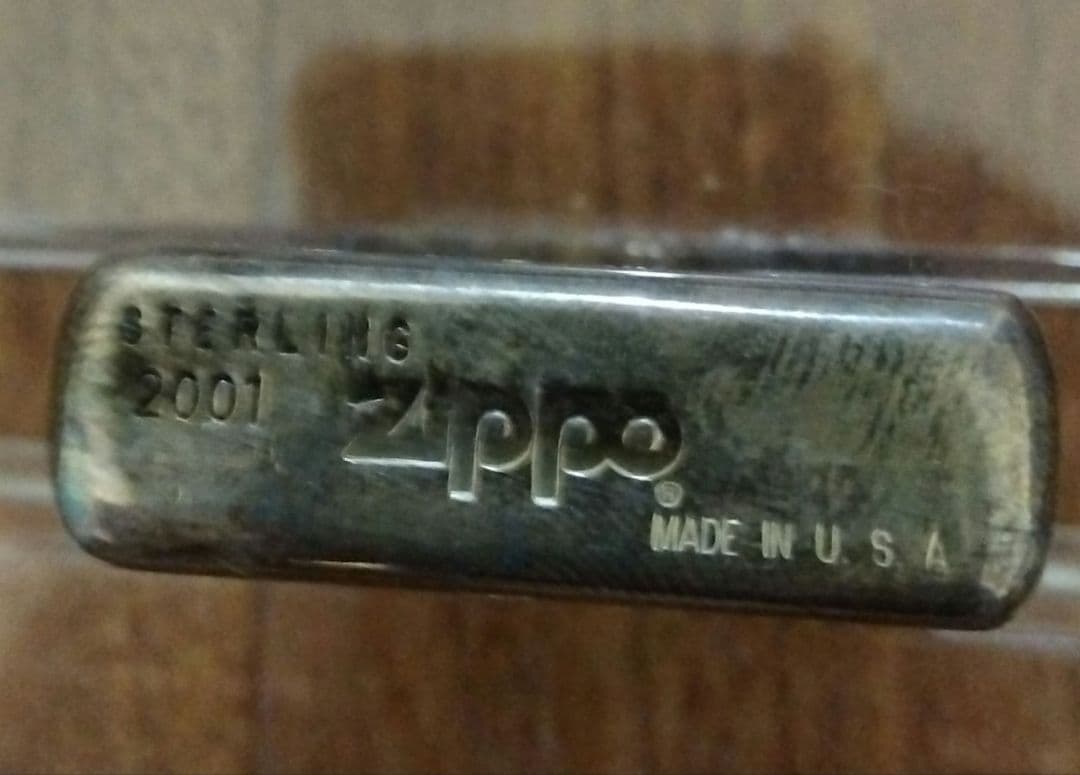 STERLING
2001
Zippo®
MADE IN U. S. A